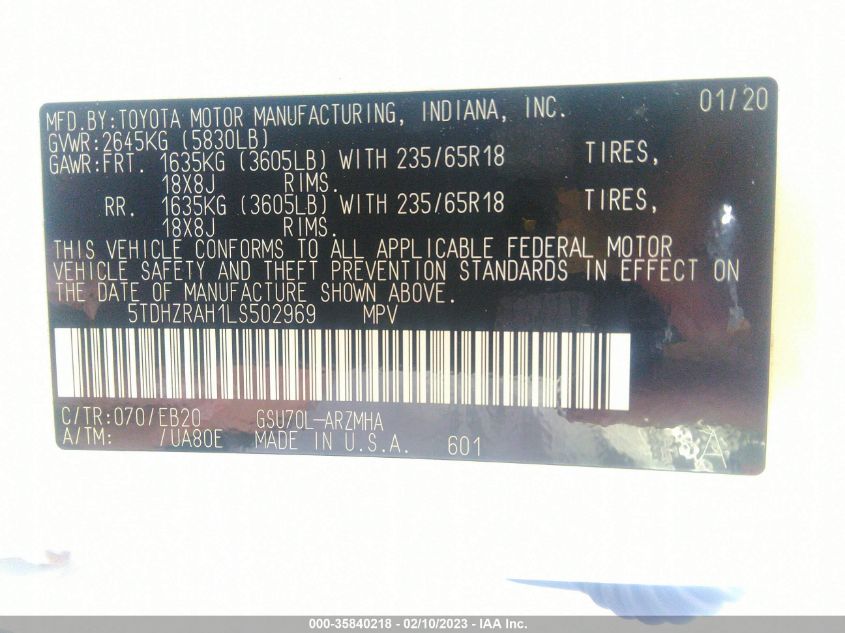 MFD.BY:TOYOTA MOTOR MANUFACTURING, INDIANA, INC. 01/20
GVWR:2645KG (5830LB)
GAWR:FRT. 1635KG (3605LB) WITH 235/65R18 TIRES,
18X8J RIMS.
RR. 1635KG (3605LB) WITH 235/65R18 TIRES,
18X8J RIMS.
THIS VEHICLE CONFORMS TO ALL APPLICABLE FEDERAL MOTOR
VEHICLE SAFETY AND THEFT PREVENTION STANDARDS IN EFFECT ON
THE DATE OF MANUFACTURE SHOWN ABOVE.
5TDHZRAH1LS502969 MPV
C/TR:070/EB20 GSU70L-ARZMHA
A/TM: /UA80E MADE IN U.S.A. 601 A
000-35840218 - 02/10/2023 - IAA Inc.